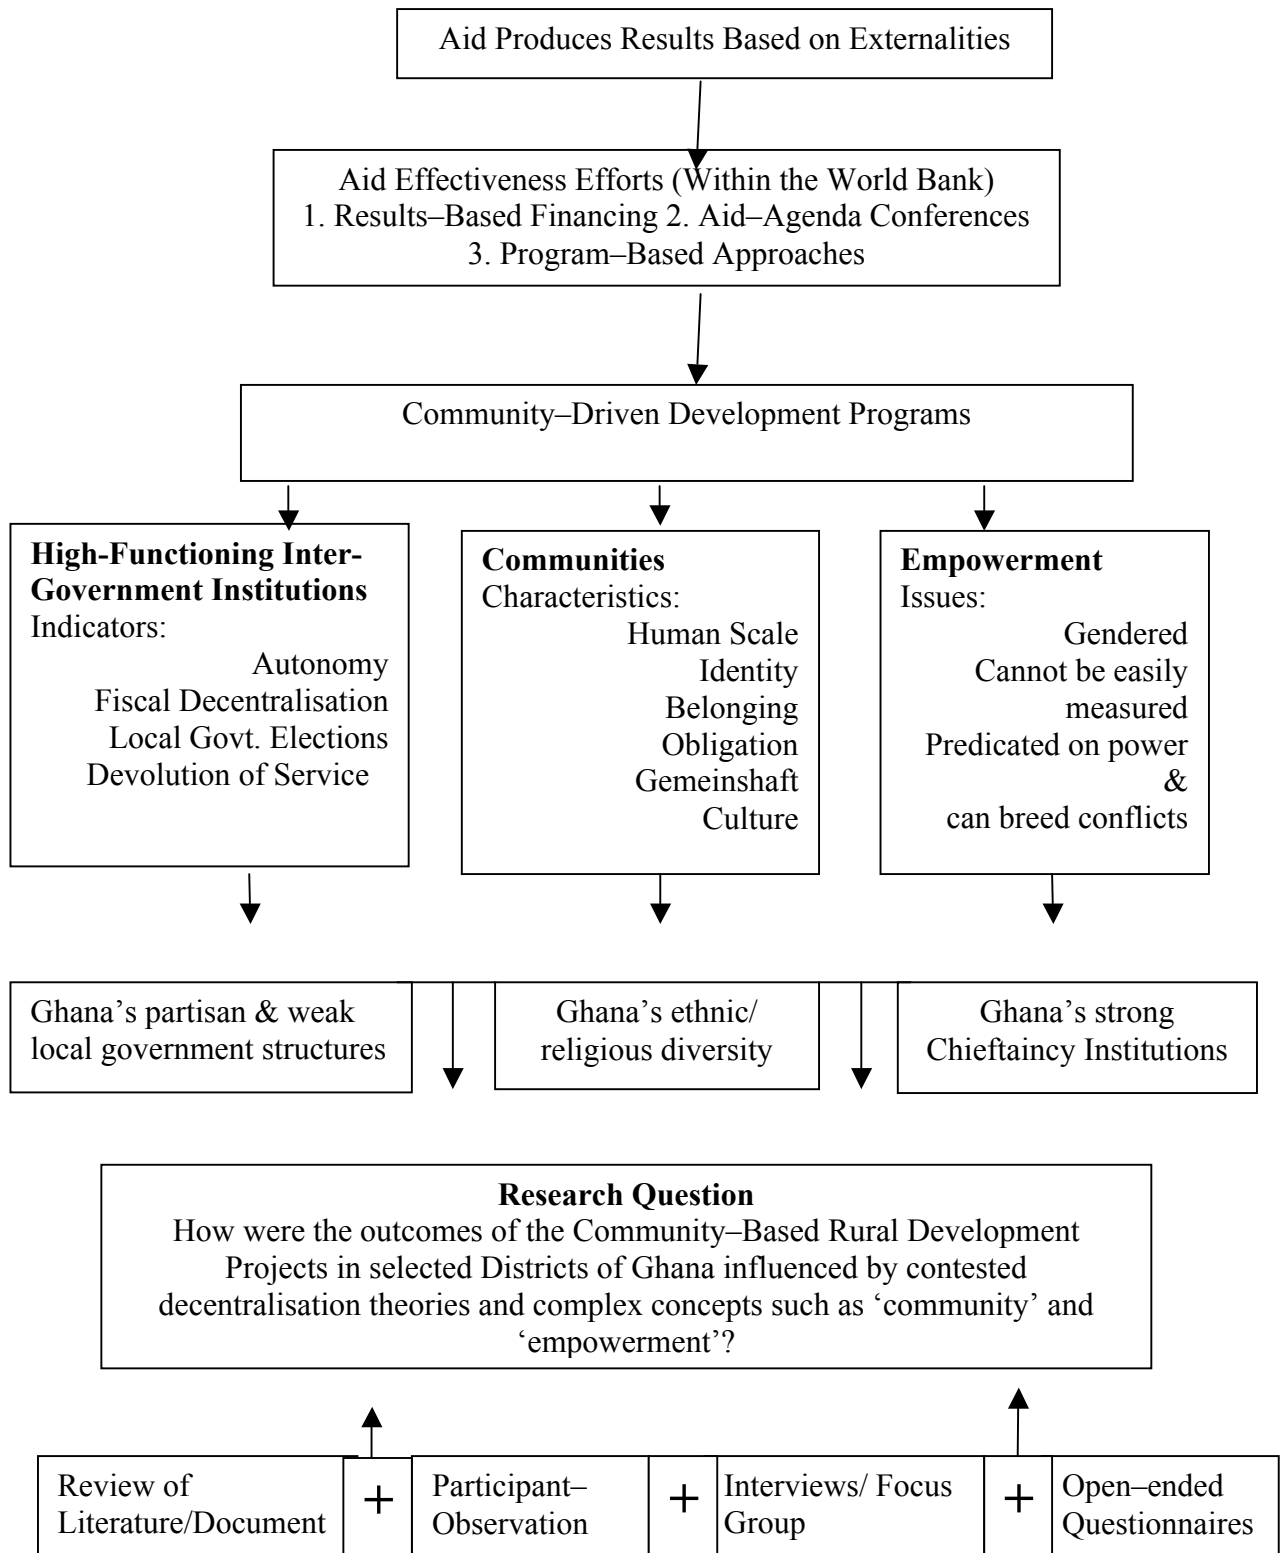 Aid Produces Results Based on Externalities
Aid Effectiveness Efforts (Within the World Bank)
1. Results–Based Financing 2. Aid–Agenda Conferences
3. Program–Based Approaches
Community–Driven Development Programs
High-Functioning Inter-
Government Institutions
Indicators:
Autonomy
Fiscal Decentralisation
Local Govt. Elections
Devolution of Service
Communities
Characteristics:
Human Scale
Identity
Belonging
Obligation
Gemeinshaft
Culture
Empowerment
Issues:
Gendered
Cannot be easily
measured
Predicated on power
&
can breed conflicts
Ghana’s partisan & weak
local government structures
Ghana’s ethnic/
religious diversity
Ghana’s strong
Chieftaincy Institutions
Research Question
How were the outcomes of the Community–Based Rural Development
Projects in selected Districts of Ghana influenced by contested
decentralisation theories and complex concepts such as ‘community’ and
‘empowerment’?
Review of
Literature/Document
+
Participant–
Observation
+
Interviews/ Focus
Group
+
Open–ended
Questionnaires